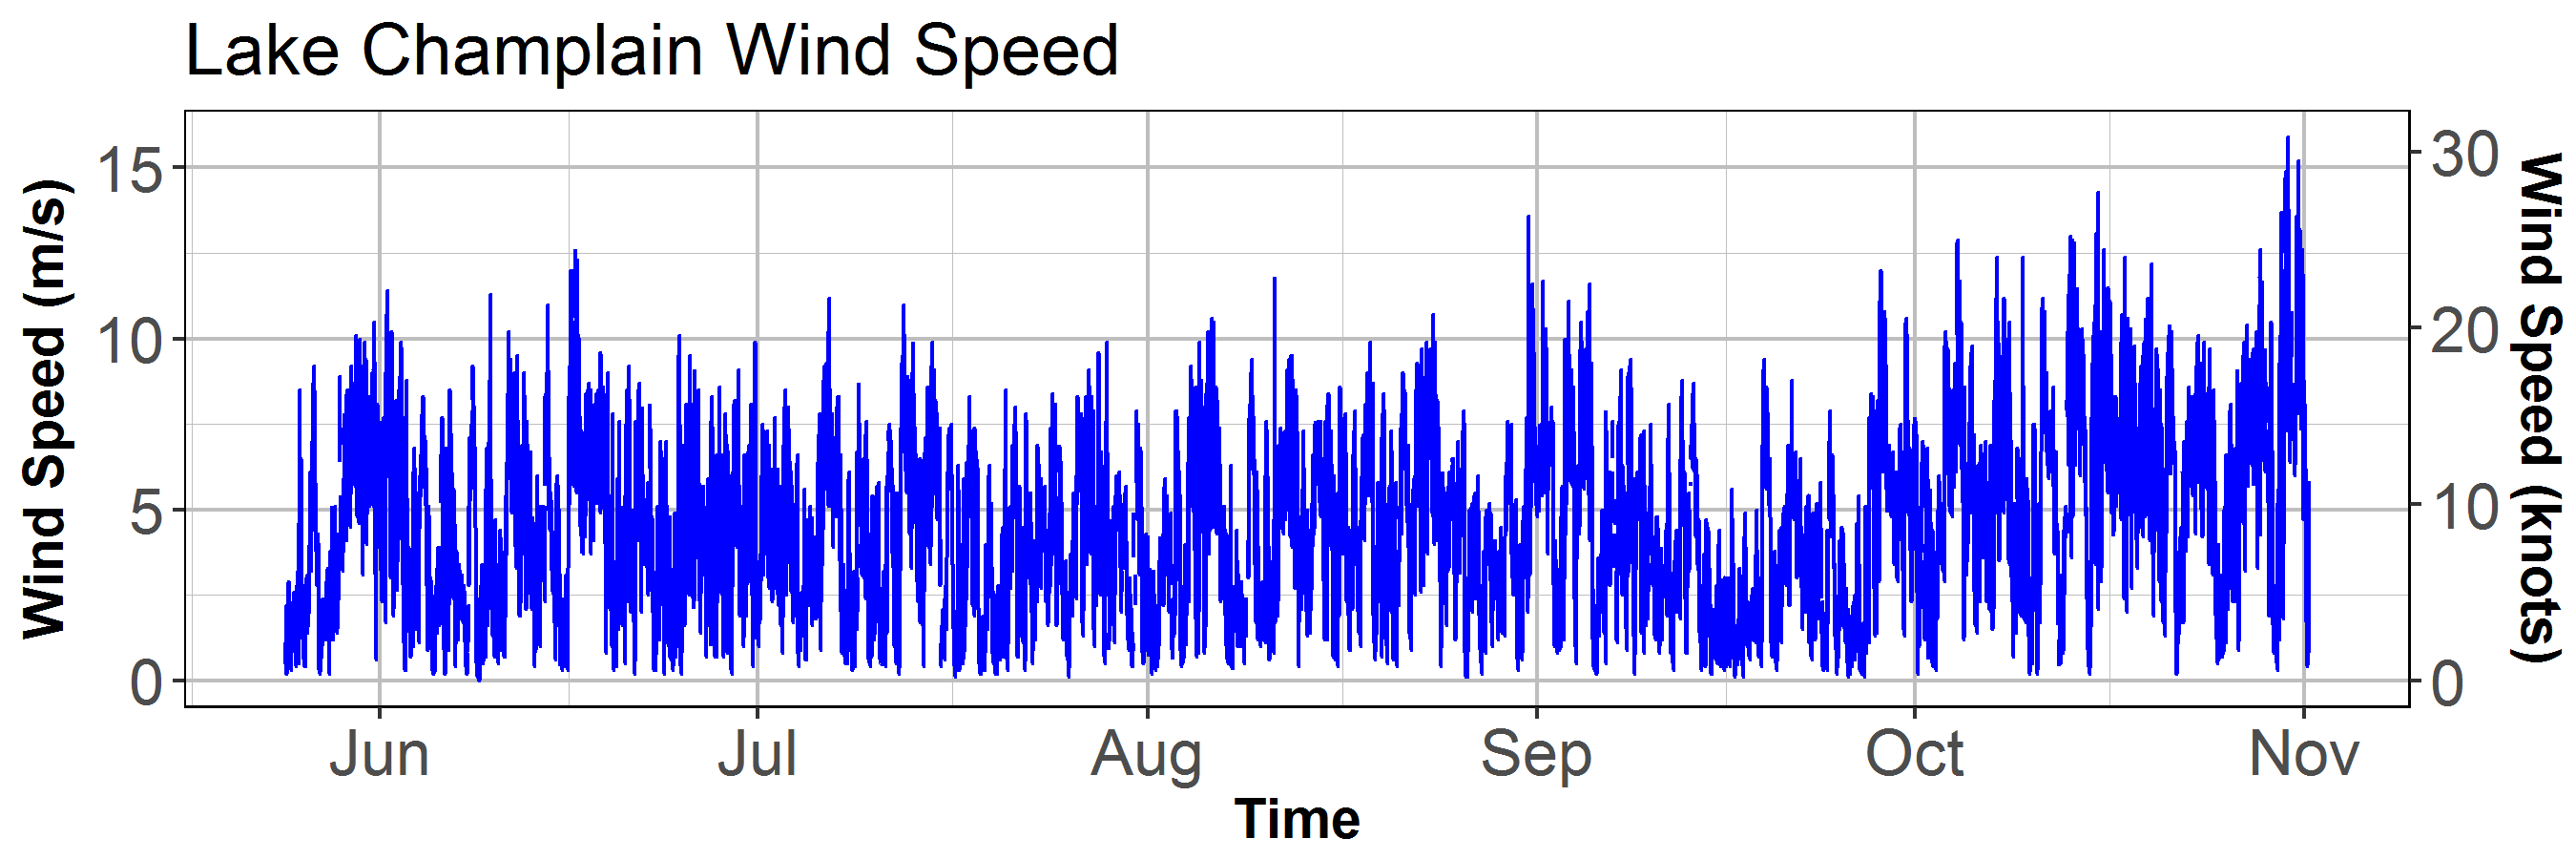 Lake Champlain Wind Speed
Wind Speed (m/s)
15
10
5
0
30
20
10
0
Wind Speed (knots)
Jun Jul Aug Sep Oct Nov
Time